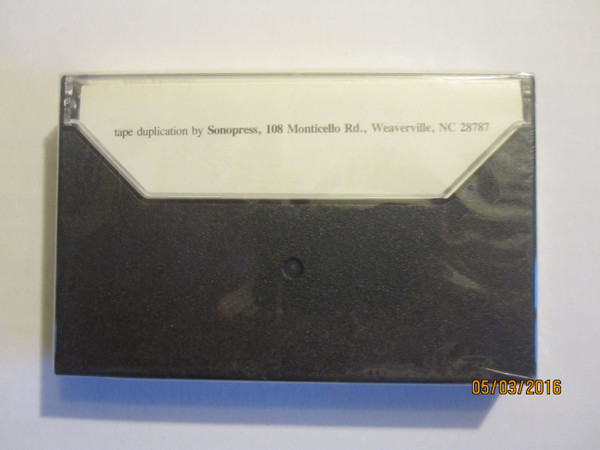 tape duplication by Sonopress, 108 Monticello Rd., Weaverville, NC 28787
05/03/2016